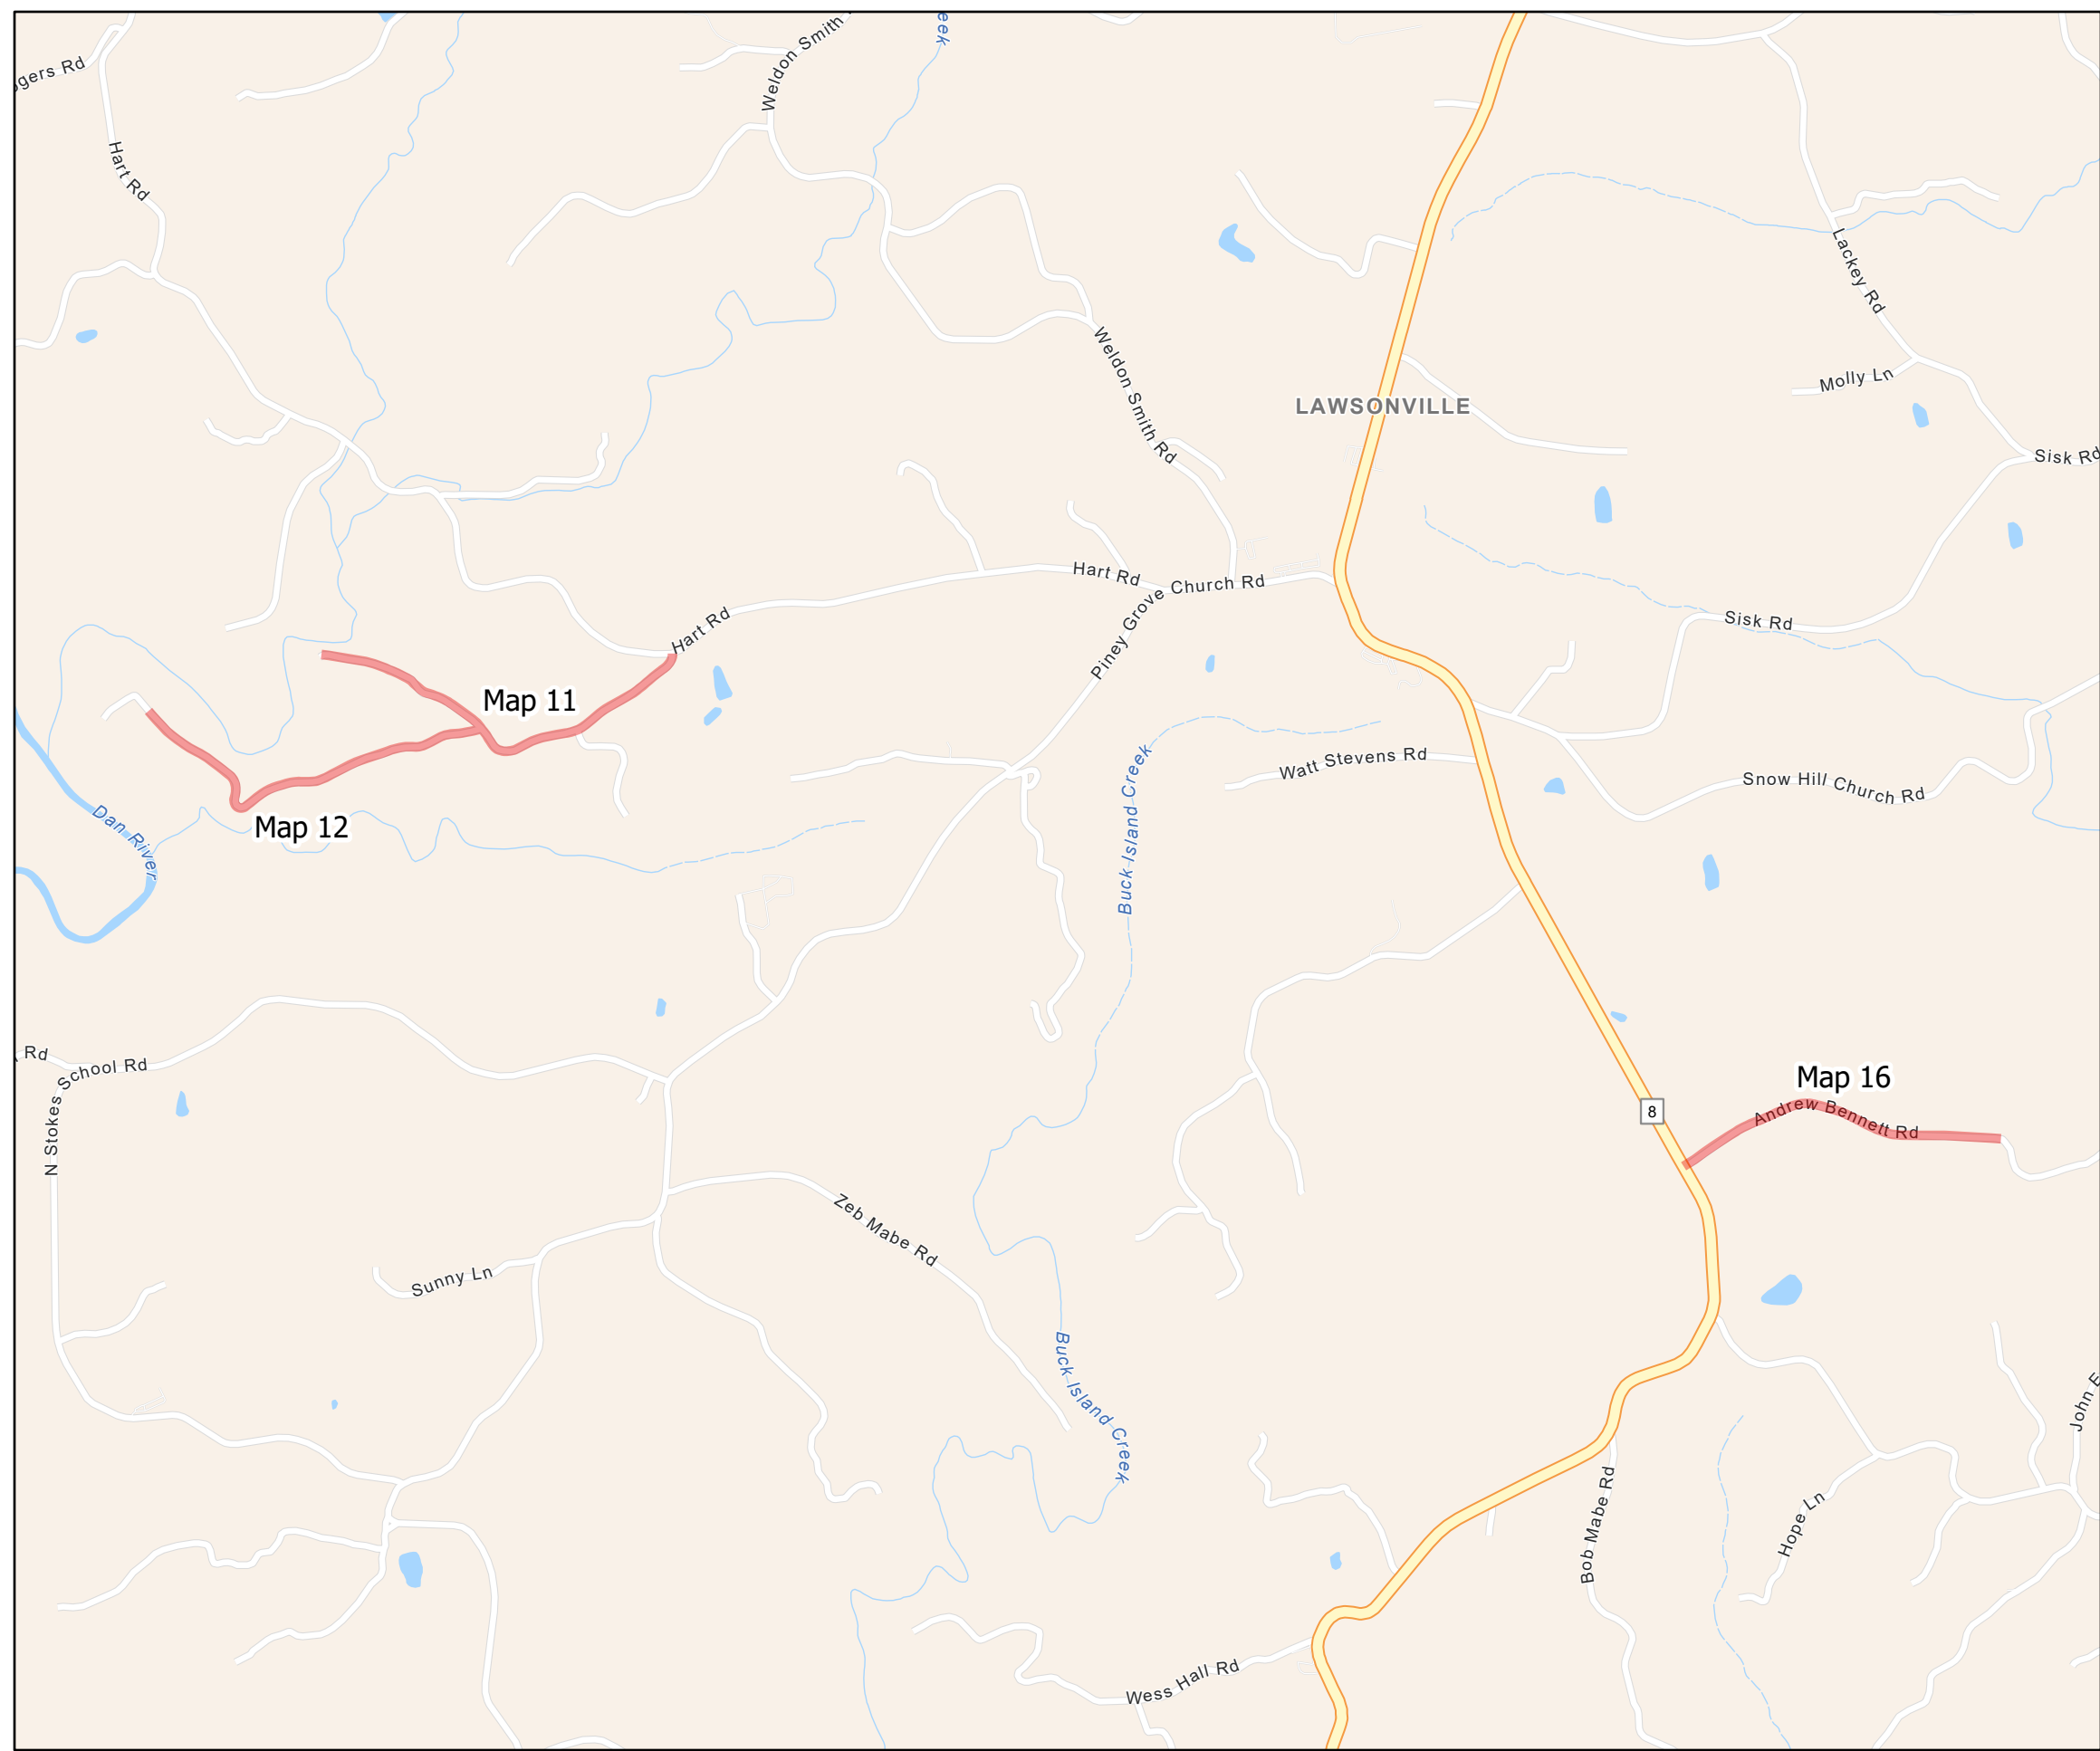 Weldon Smith
eek
gers Rd
Hart Rd
Lackey Rd
Weldon Smith Rd
Molly Ln
LAWSONVILLE
Sisk Rd
Hart Rd
Piney Grove Church Rd
Hart Rd
Sisk Rd
Map 11
Watt Stevens Rd
Snow Hill Church Rd
Buck Island Creek
Map 12
Dan River
Rd
N Stokes School Rd
Map 16
Andrew Bennett Rd
8
Zeb Mabe Rd
Sunny Ln
Buck Island Creek
John
Bob Mabe Rd
Hope Ln
Wess Hall Rd